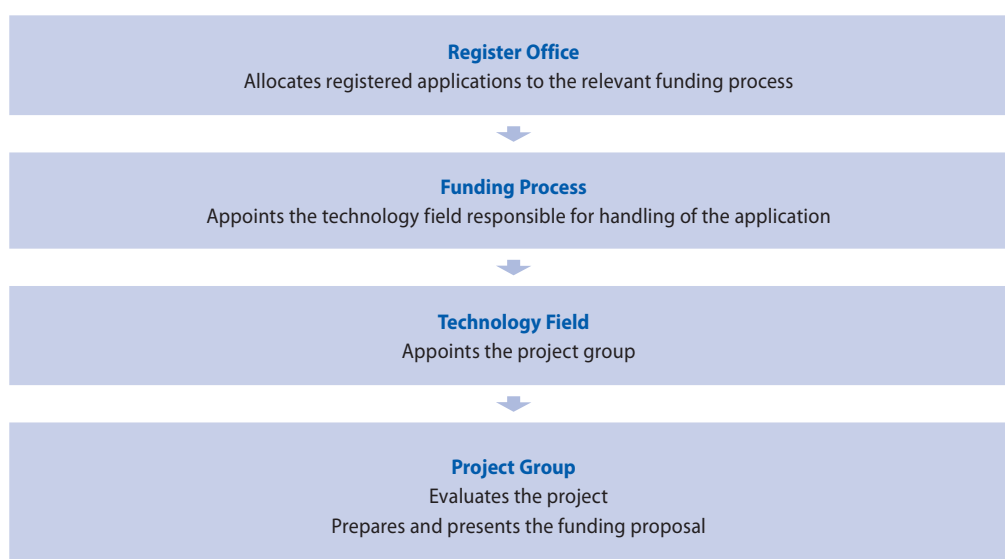 Register Office
Allocates registered applications to the relevant funding process
Funding Process
Appoints the technology field responsible for handling of the application
Technology Field
Appoints the project group
Project Group
Evaluates the project
Prepares and presents the funding proposal